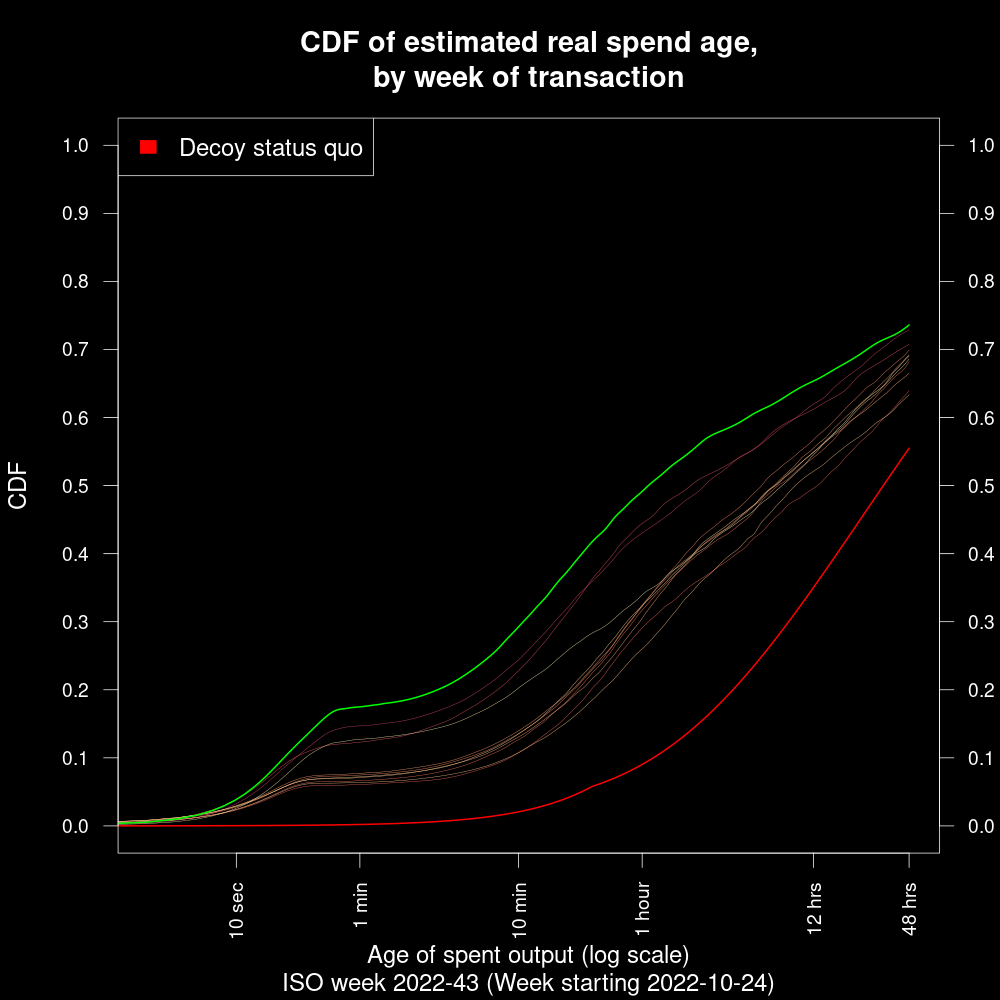 CDF of estimated real spend age,
by week of transaction
Decoy status quo
1.0
0.9
0.8
0.7
0.6
0.5
0.4
0.3
0.2
0.1
0.0
CDF
1.0
0.9
0.8
0.7
0.6
0.5
0.4
0.3
0.2
0.1
0.0
10 sec
1 min
10 min
1 hour
12 hrs
48 hrs
Age of spent output (log scale)
ISO week 2022-43 (Week starting 2022-10-24)